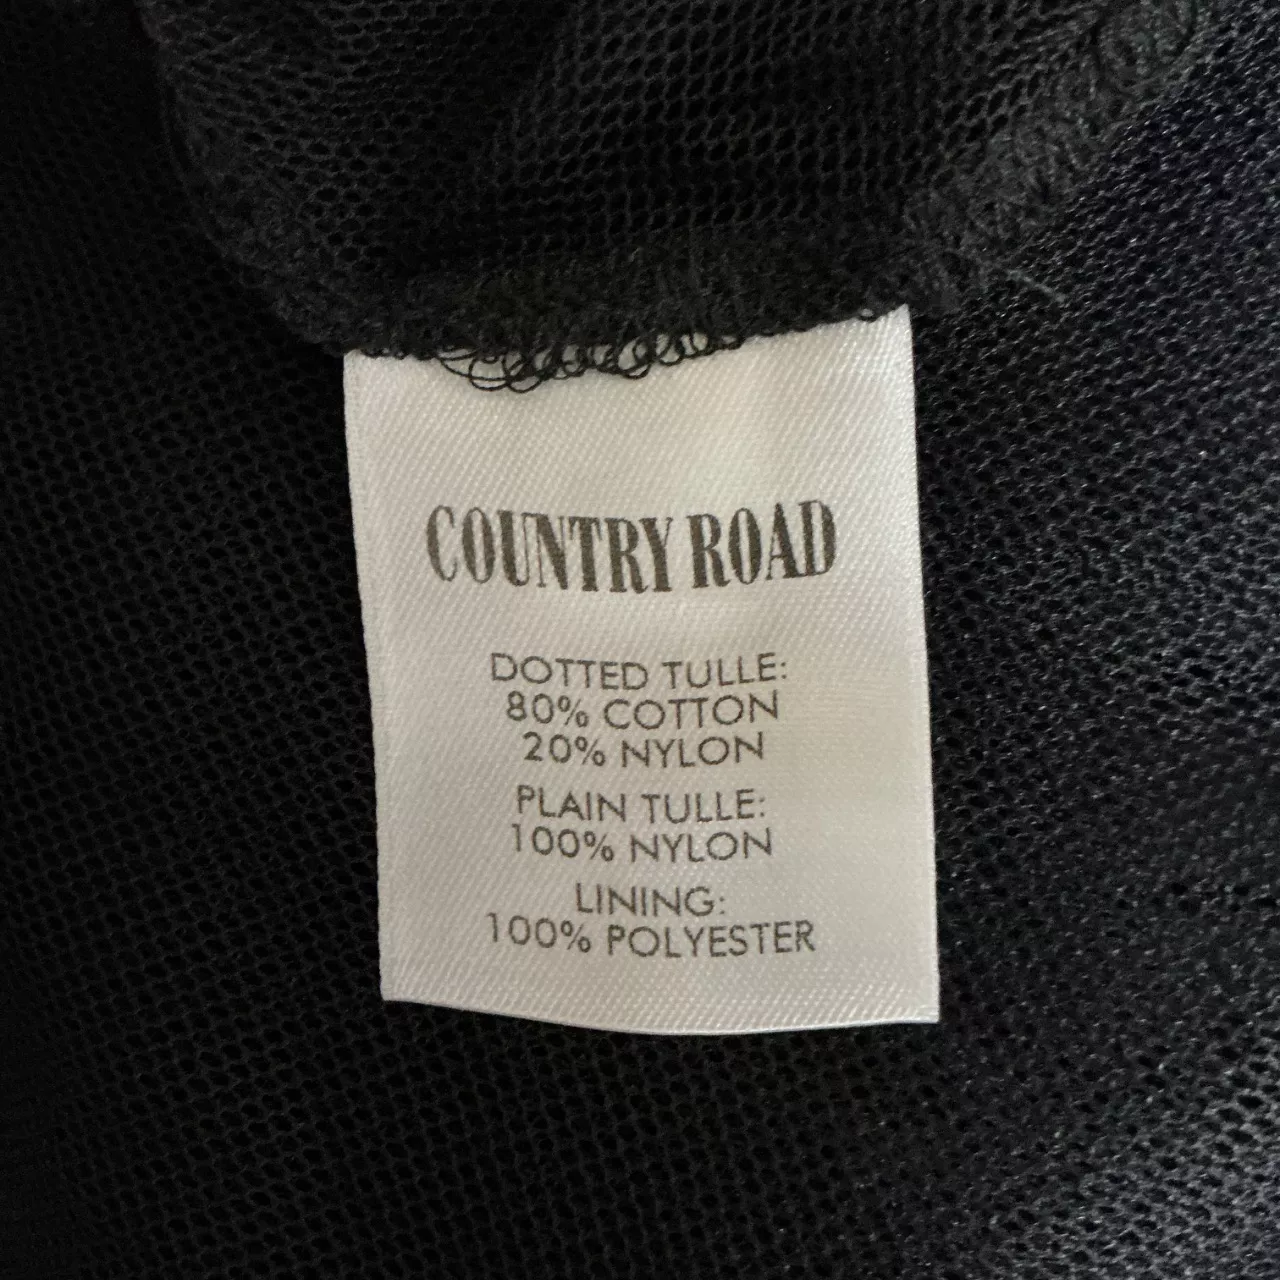 COUNTRY ROAD
DOTTED TULLE:
80% COTTON
20% NYLON
PLAIN TULLE:
100% NYLON
LINING:
100% POLYESTER